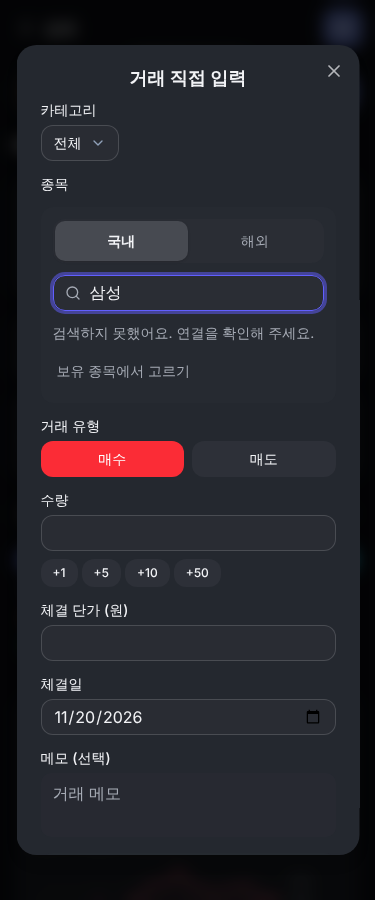 거래 직접 입력
카테고리
전체
종목
국내
해외
삼성
검색하지 못했어요. 연결을 확인해 주세요.
보유 종목에서 고르기
거래 유형
매수
매도
수량
+1
+5
+10
+50
체결 단가 (원)
체결일
11/20/2026
메모 (선택)
거래 메모